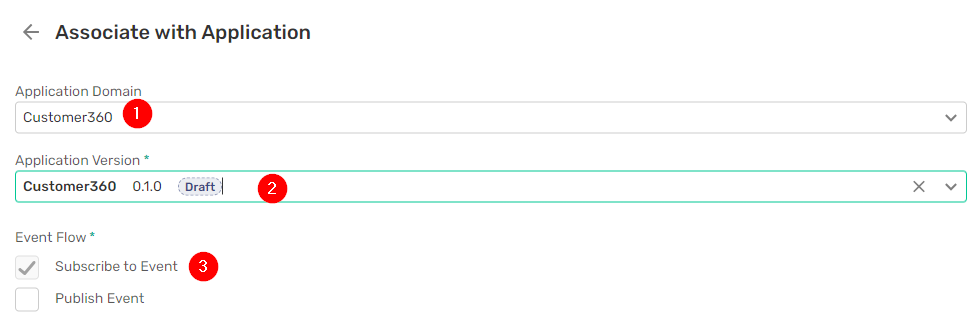 Associate with Application
Application Domain
Customer360 1
Application Version *
Customer360 0.1.0 Draft 2
Event Flow *
Subscribe to Event 3
Publish Event